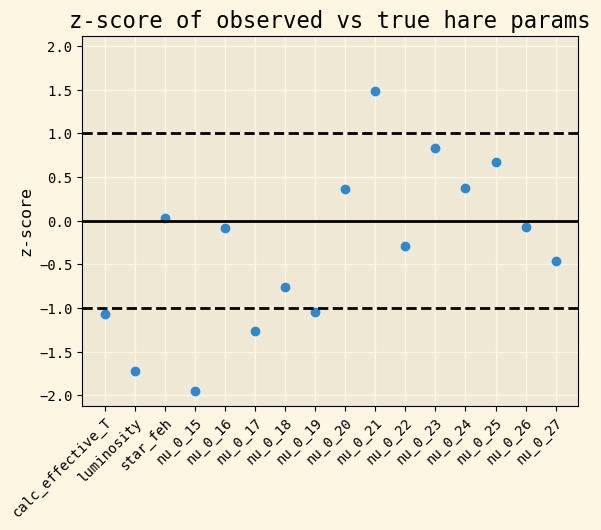 z-score of observed vs true hare params
2.0
1.5
1.0
0.5
0.0
−0.5
−1.0
−1.5
−2.0
z-score
calc_effective_T
luminosity
star_feh
nu_0_15
nu_0_16
nu_0_17
nu_0_18
nu_0_19
nu_0_20
nu_0_21
nu_0_22
nu_0_23
nu_0_24
nu_0_25
nu_0_26
nu_0_27